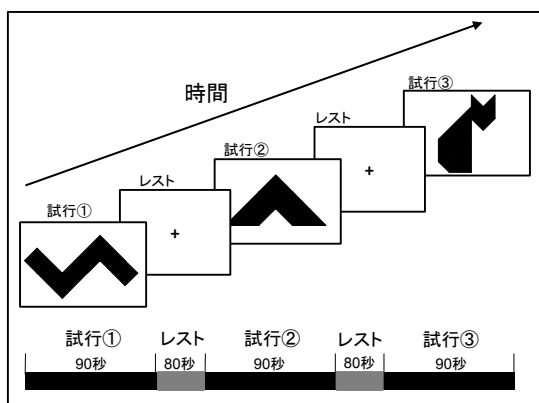 時間
試行①
レスト
+
試行②
レスト
+
試行③
試行① レスト 試行② レスト 試行③
90秒 80秒 90秒 80秒 90秒